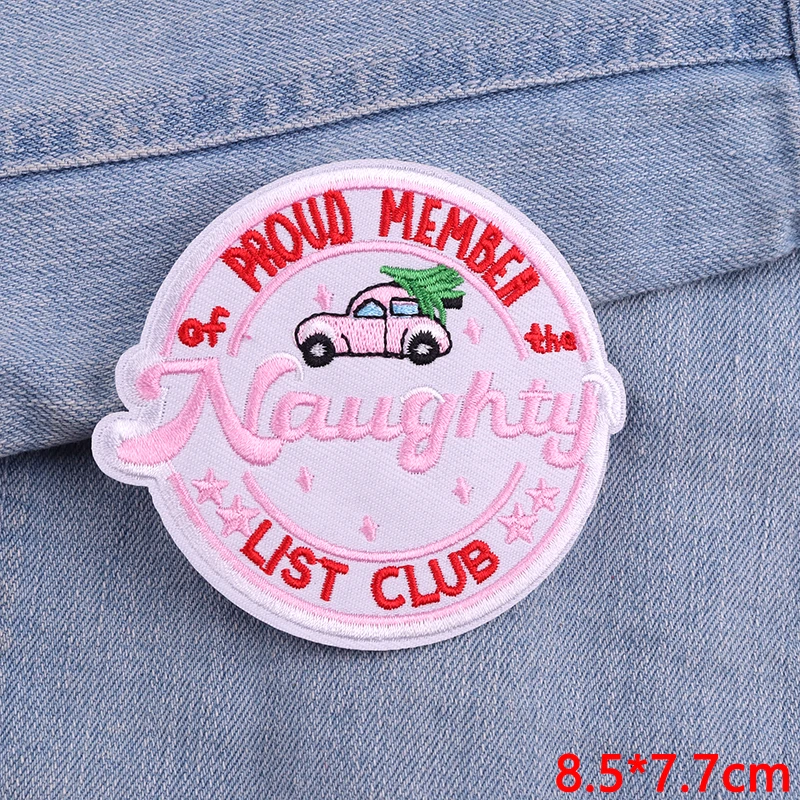 PROUD MEMBER
of the
Naughty
LIST CLUB
8.5*7.7cm